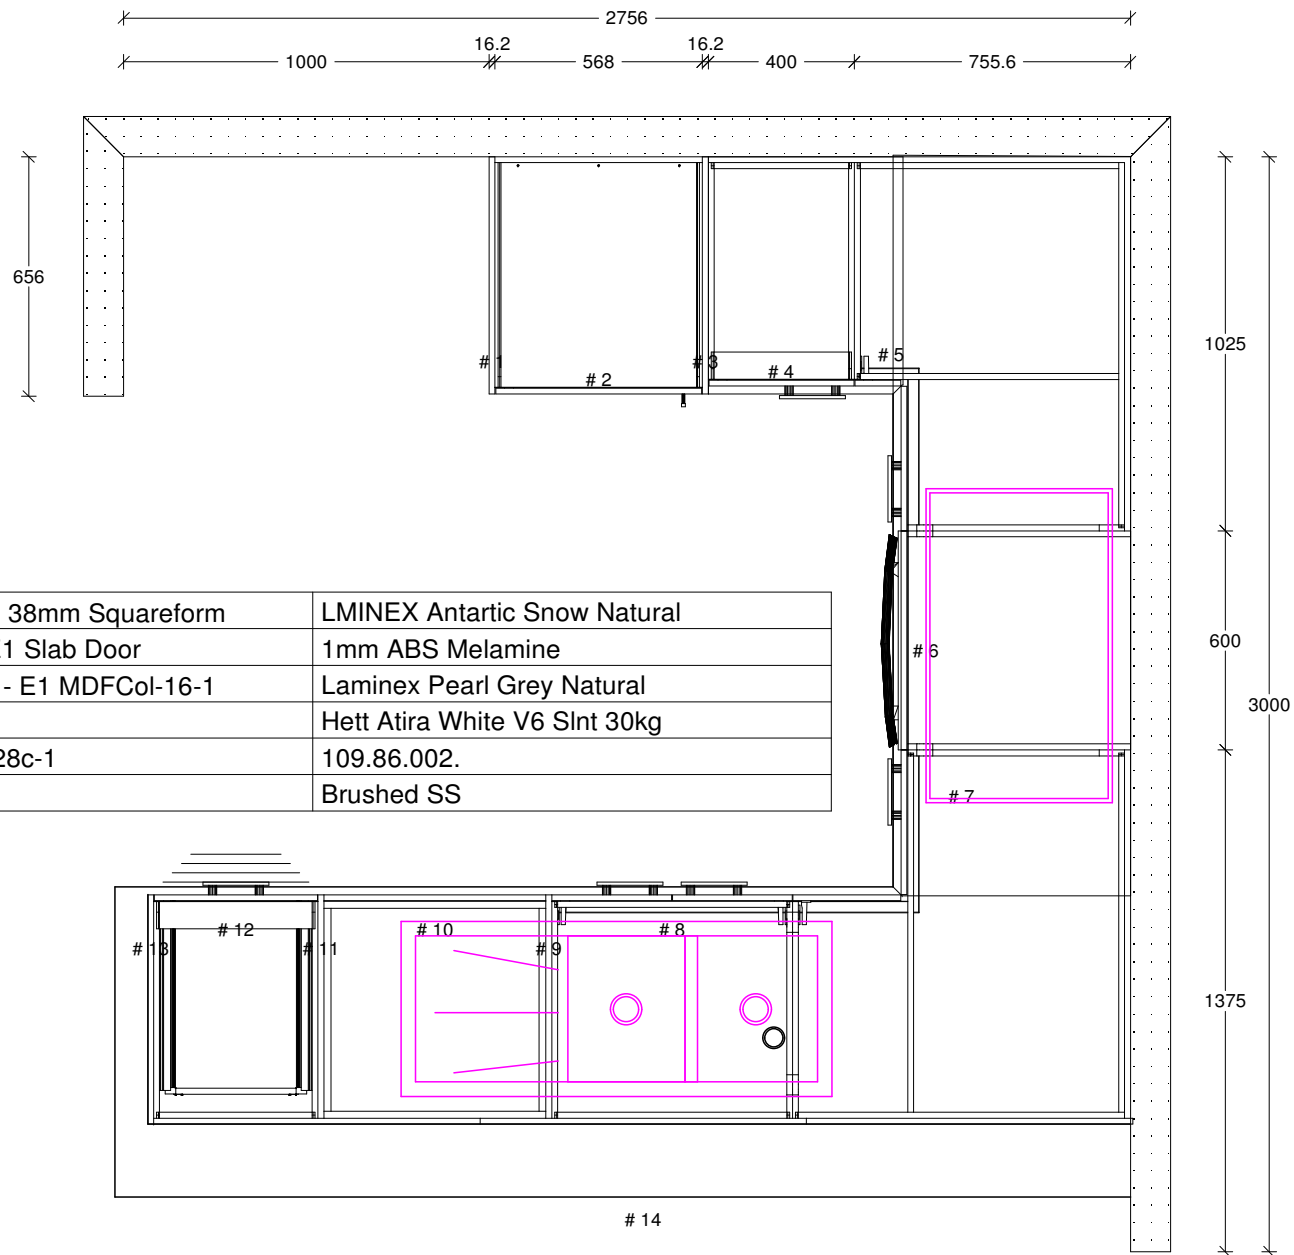 2756
16.2 16.2
1000 568 400 755.6
656
1025
# 1 # 2 # 3 # 4 # 5
600
3000
38mm Squareform LMINEX Antartic Snow Natural
1 Slab Door 1mm ABS Melamine
- E1 MDFCol-16-1 Laminex Pearl Grey Natural
Hett Atira White V6 Slnt 30kg
28c-1 109.86.002.
Brushed SS
# 6
# 7
# 13 # 12 # 11 # 10 # 9 # 8
1375
# 14